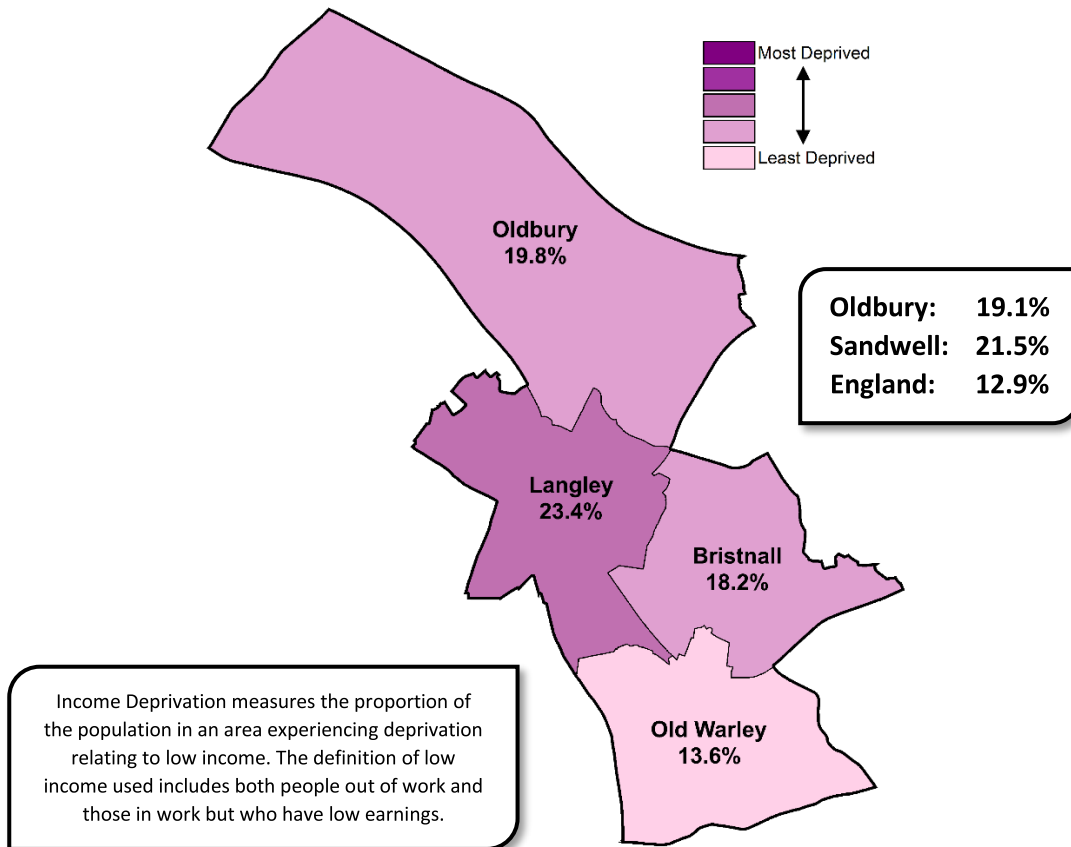 Most Deprived
Least Deprived
Oldbury
19.8%
Oldbury: 19.1%
Sandwell: 21.5%
England: 12.9%
Langley
23.4%
Bristnall
18.2%
Old Warley
13.6%
Income Deprivation measures the proportion of
the population in an area experiencing deprivation
relating to low income. The definition of low
income used includes both people out of work and
those in work but who have low earnings.